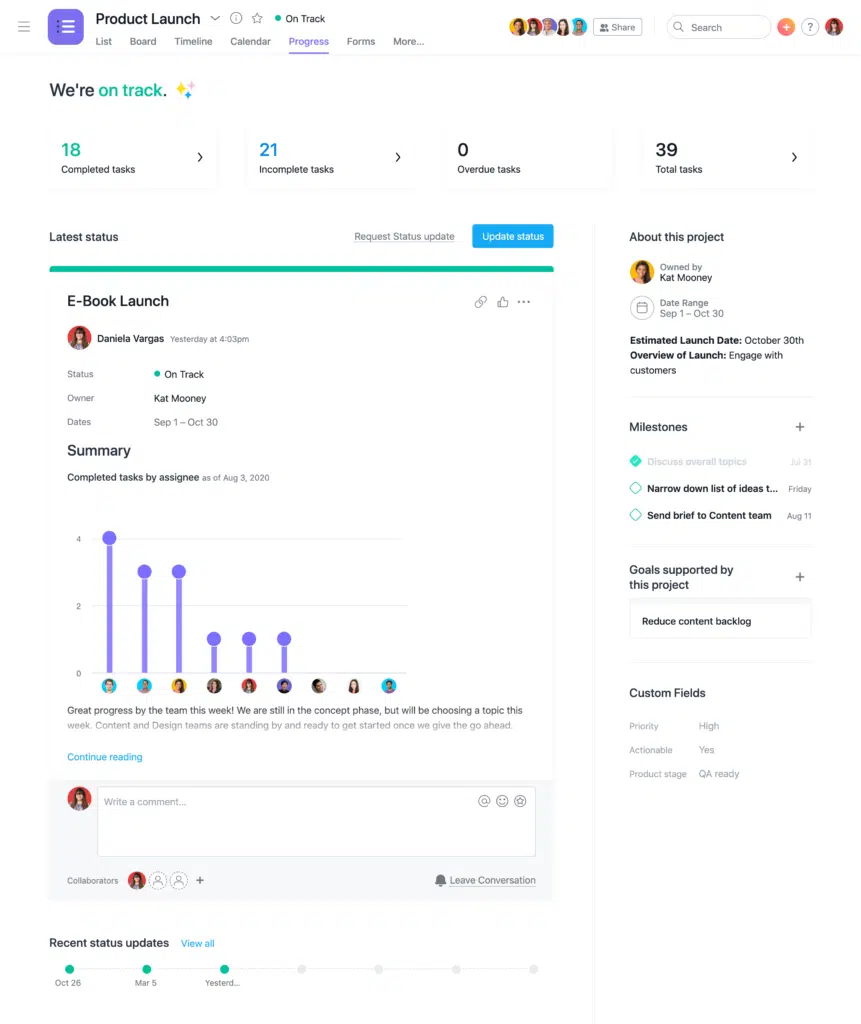 Product Launch On Track
List Board Timeline Calendar Progress Forms More...
Share
Search
?
We're on track.
18
Completed tasks
21
Incomplete tasks
0
Overdue tasks
39
Total tasks
Latest status
Request Status update
Update status
E-Book Launch
Daniela Vargas Yesterday at 4:03pm
Status On Track
Owner Kat Mooney
Dates Sep 1 – Oct 30
Summary
Completed tasks by assignee as of Aug 3, 2020
4
2
0
Great progress by the team this week! We are still in the concept phase, but will be choosing a topic this
week. Content and Design teams are standing by and ready to get started once we give the go ahead.
Continue reading
Write a comment...
Collaborators
Leave Conversation
Recent status updates View all
Oct 26 Mar 5 Yesterd...
About this project
Owned by
Kat Mooney
Date Range
Sep 1 – Oct 30
Estimated Launch Date: October 30th
Overview of Launch: Engage with
customers
Milestones
Discuss overall topics Jul 31
Narrow down list of ideas t... Friday
Send brief to Content team Aug 11
Goals supported by
this project
Reduce content backlog
Custom Fields
Priority High
Actionable Yes
Product stage QA ready